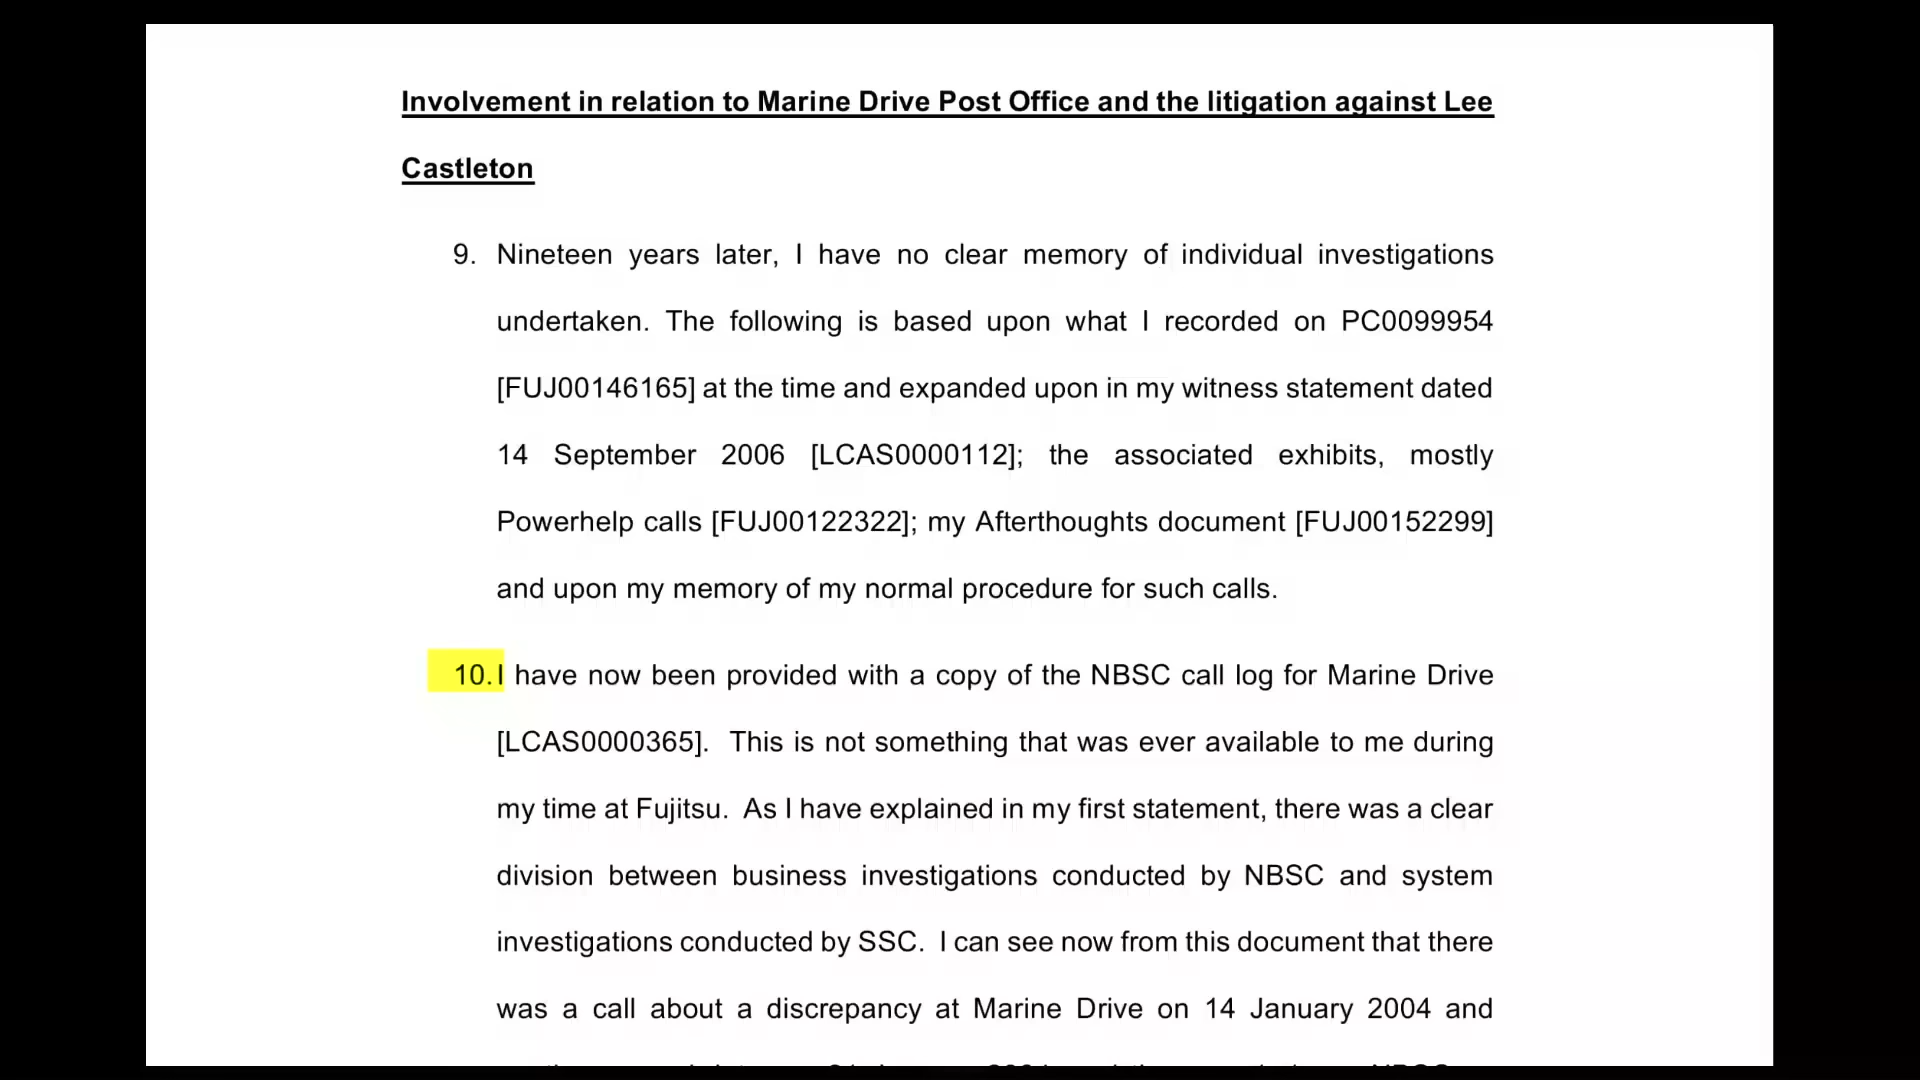 Involvement in relation to Marine Drive Post Office and the litigation against Lee
Castleton
9. Nineteen years later, I have no clear memory of individual investigations
undertaken. The following is based upon what I recorded on PC0099954
[FUJ00146165] at the time and expanded upon in my witness statement dated
14 September 2006 [LCAS0000112]; the associated exhibits, mostly
Powerhelp calls [FUJ00122322]; my Afterthoughts document [FUJ00152299]
and upon my memory of my normal procedure for such calls.
10. I have now been provided with a copy of the NBSC call log for Marine Drive
[LCAS0000365]. This is not something that was ever available to me during
my time at Fujitsu. As I have explained in my first statement, there was a clear
division between business investigations conducted by NBSC and system
investigations conducted by SSC. I can see now from this document that there
was a call about a discrepancy at Marine Drive on 14 January 2004 and